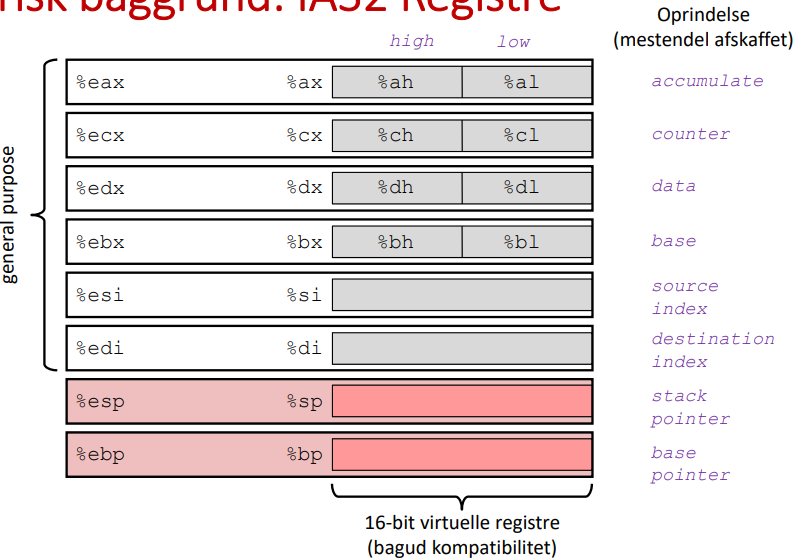 risk baggrund: IA32 Registre
Oprindelse
(mestendel afskaffet)
high low
%eax %ax %ah %al accumulate
%ecx %cx %ch %cl counter
%edx %dx %dh %dl data
%ebx %bx %bh %bl base
%esi %si source
index
%edi %di destination
index
%esp %sp stack
pointer
%ebp %bp base
pointer
general purpose
16-bit virtuelle registre
(bagud kompatibilitet)